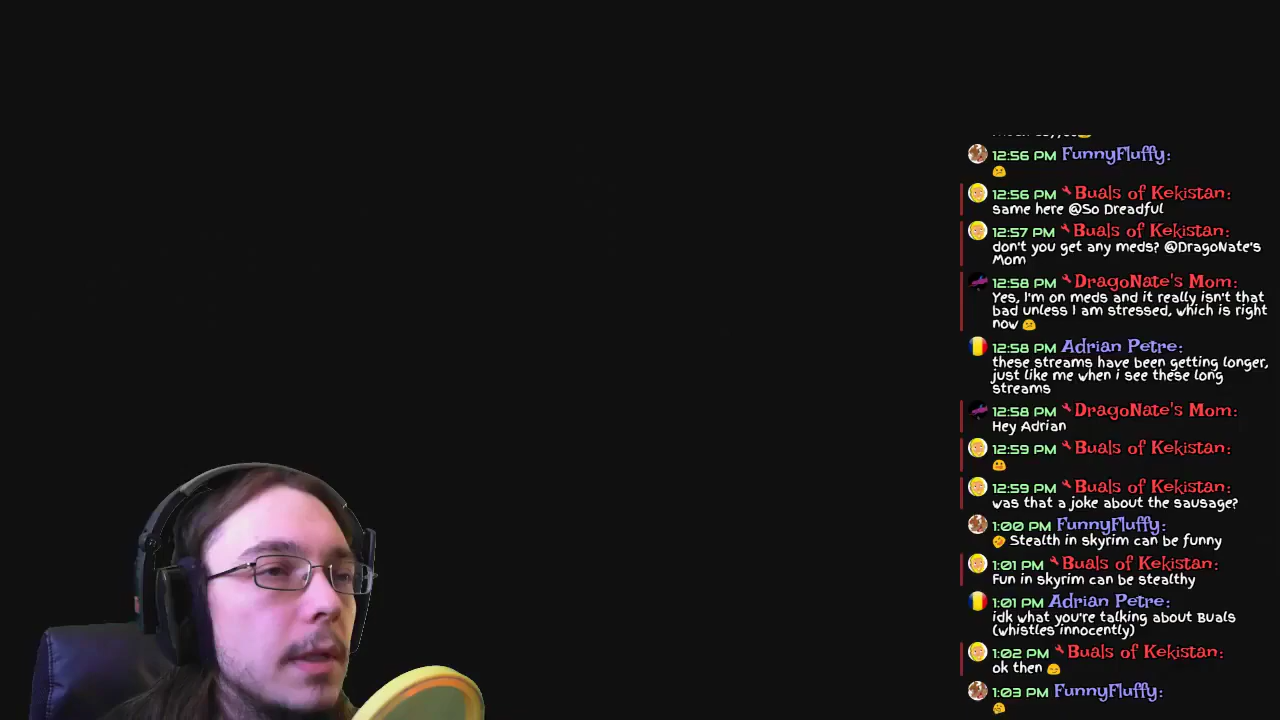 12:56 PM FunnyFluffy:
12:56 PM Buals of Kekistan:
same here @So Dreadful
12:57 PM Buals of Kekistan:
don't you get any meds? @DragoNate's
Mom
12:58 PM DragoNate's Mom:
Yes, I'm on meds and it really isn't that
bad unless I am stressed, which is right
now
12:58 PM Adrian Petre:
these streams have been getting longer,
just like me when i see these long
streams
12:58 PM DragoNate's Mom:
Hey Adrian
12:59 PM Buals of Kekistan:
12:59 PM Buals of Kekistan:
was that a joke about the sausage?
1:00 PM FunnyFluffy:
Stealth in skyrim can be funny
1:01 PM Buals of Kekistan:
Fun in skyrim can be stealthy
1:01 PM Adrian Petre:
idk what you're talking about Buals
(whistles innocently)
1:02 PM Buals of Kekistan:
ok then
1:03 PM FunnyFluffy: